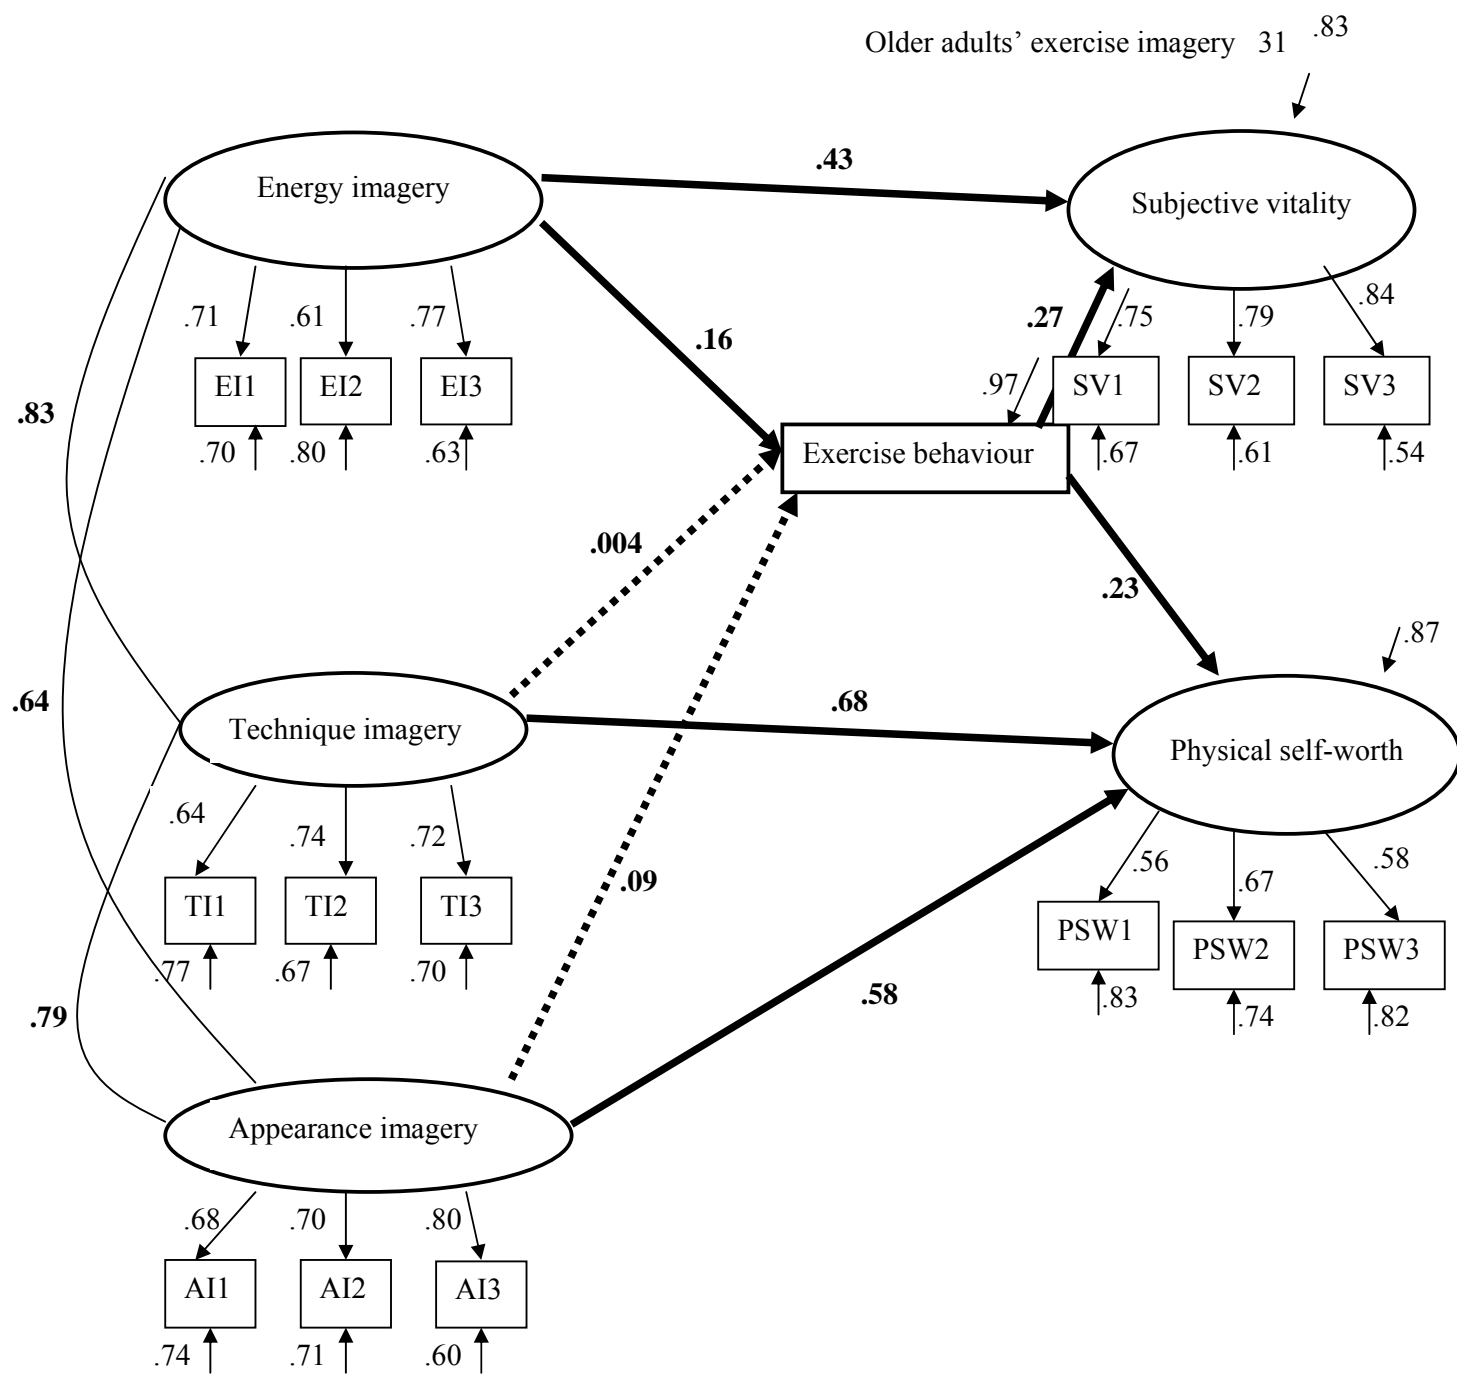 Older adults’ exercise imagery 31
.83
.43
Energy imagery
Subjective vitality
.71
.61
.77
.16
.27
.75
.79
.84
EI1
EI2
EI3
.97
SV1
SV2
SV3
.83
.70
.80
.63
Exercise behaviour
.67
.61
.54
.004
.23
.87
.64
.68
Technique imagery
Physical self-worth
.64
.74
.72
.56
.67
.58
.09
TI1
TI2
TI3
PSW1
PSW2
PSW3
.77
.67
.70
.58
.83
.74
.82
.79
Appearance imagery
.68
.70
.80
AI1
AI2
AI3
.74
.71
.60